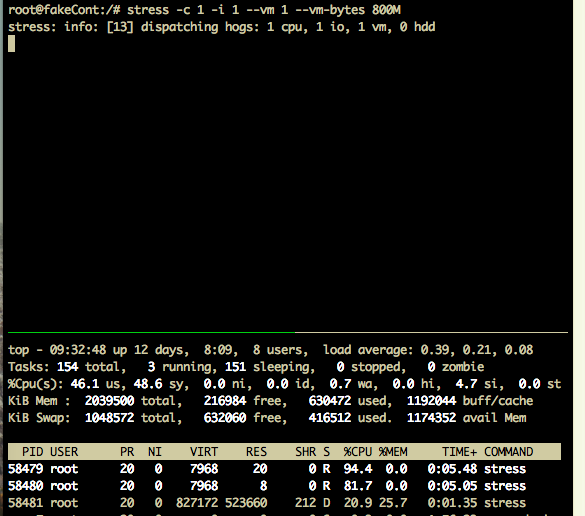 root@fakeCont:/# stress -c 1 -i 1 --vm 1 --vm-bytes 800M
stress: info: [13] dispatching hogs: 1 cpu, 1 io, 1 vm, 0 hdd
top - 09:32:48 up 12 days,  8:09,  8 users,  load average: 0.39, 0.21, 0.08
Tasks: 154 total,   3 running, 151 sleeping,   0 stopped,   0 zombie
%Cpu(s): 46.1 us, 48.6 sy,  0.0 ni,  0.0 id,  0.7 wa,  0.0 hi,  4.7 si,  0.0 st
KiB Mem :  2039500 total,   216984 free,   630472 used,  1192044 buff/cache
KiB Swap:  1048572 total,   632060 free,   416512 used.  1174352 avail Mem
PID USER      PR  NI    VIRT    RES    SHR S  %CPU %MEM     TIME+ COMMAND
58479 root      20   0    7968     20      0 R  94.4  0.0   0:05.48 stress
58480 root      20   0    7968      8      0 R  81.7  0.0   0:05.05 stress
58481 root      20   0  827172 523660    212 D  20.9 25.7   0:01.35 stress